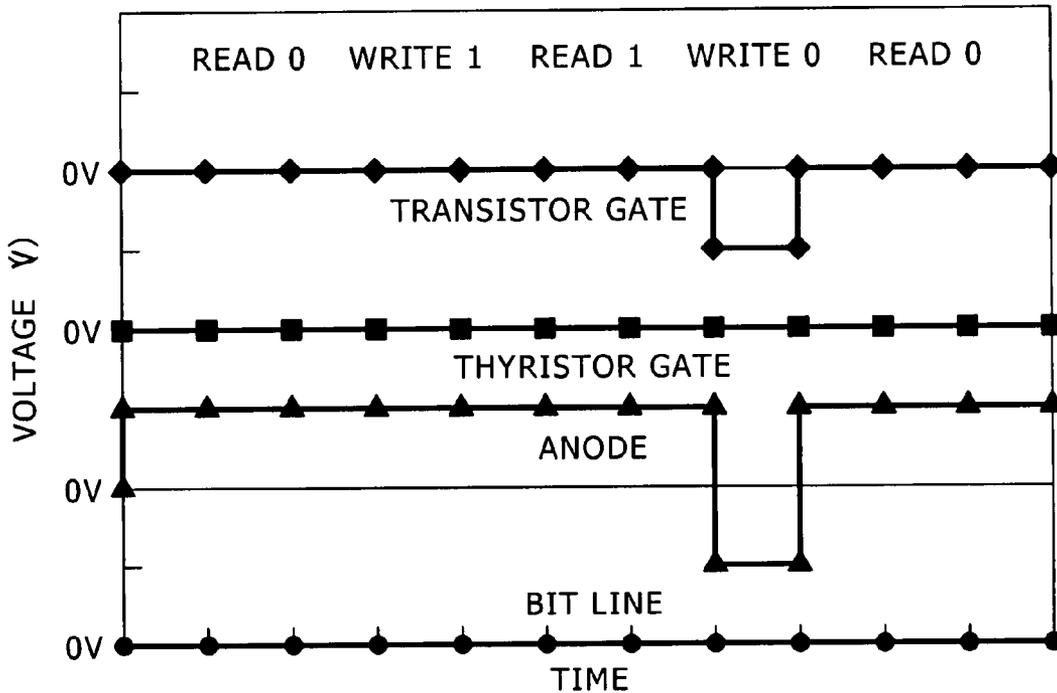 READ 0 WRITE 1 READ 1 WRITE 0 READ 0
0V
TRANSISTOR GATE
VOLTAGE V)
0V
THYRISTOR GATE
ANODE
0V
BIT LINE
0V
TIME